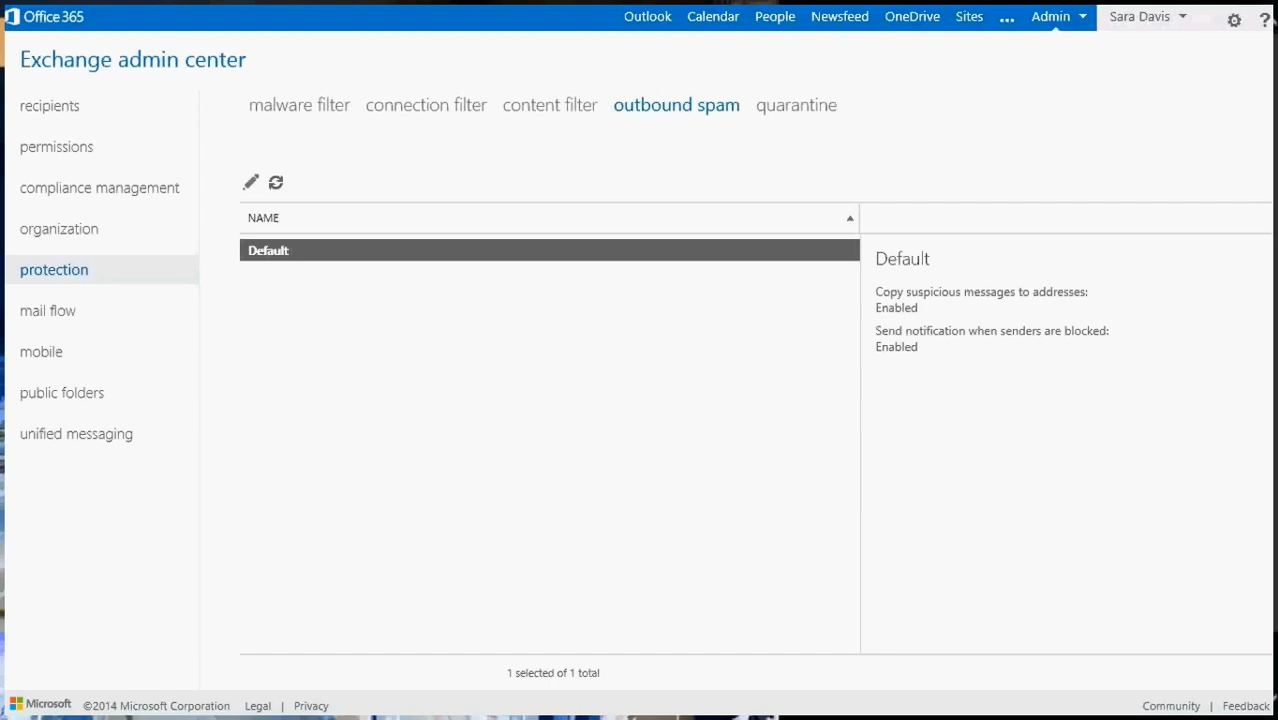 Office 365 Outlook Calendar People Newsfeed OneDrive Sites ... Admin Sara Davis ?
Exchange admin center
recipients
permissions
compliance management
organization
protection
mail flow
mobile
public folders
unified messaging
malware filter connection filter content filter outbound spam quarantine
NAME
Default
Default
Copy suspicious messages to addresses:
Enabled
Send notification when senders are blocked:
Enabled
1 selected of 1 total
Microsoft ©2014 Microsoft Corporation Legal | Privacy Community | Feedback